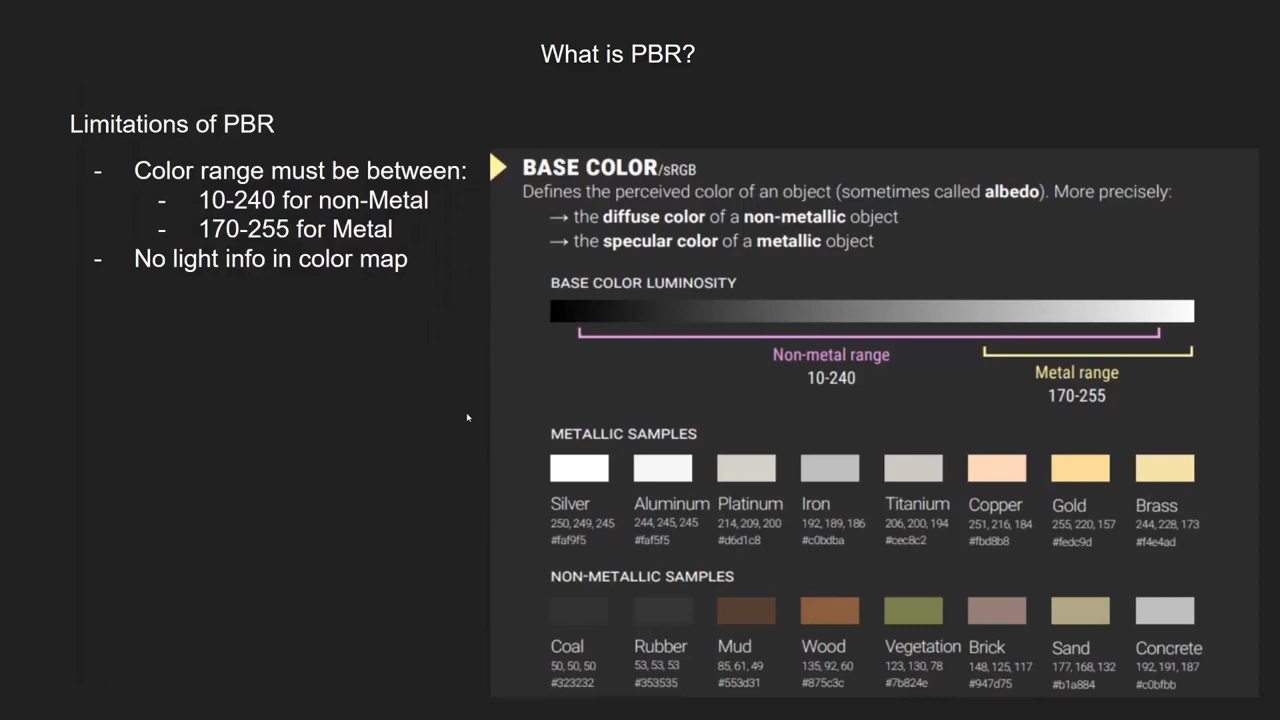 What is PBR?
Limitations of PBR
- Color range must be between:
- 10-240 for non-Metal
- 170-255 for Metal
- No light info in color map
BASE COLOR/sRGB
Defines the perceived color of an object (sometimes called albedo). More precisely:
→ the diffuse color of a non-metallic object
→ the specular color of a metallic object
BASE COLOR LUMINOSITY
Non-metal range
10-240
Metal range
170-255
METALLIC SAMPLES
Silver Aluminum Platinum Iron Titanium Copper Gold Brass
250, 249, 245 244, 245, 245 214, 209, 200 192, 189, 186 206, 200, 194 251, 216, 184 255, 220, 157 244, 228, 173
#faf9f5 #faf5f5 #d6d1c8 #c0bdba #cec8c2 #fbd8b8 #fedc9d #f4e4ad
NON-METALLIC SAMPLES
Coal Rubber Mud Wood Vegetation Brick Sand Concrete
50, 50, 50 53, 53, 53 85, 61, 49 135, 92, 60 123, 130, 78 148, 125, 117 177, 168, 132 192, 191, 187
#323232 #353535 #553d31 #875c3c #7b824e #947d75 #b1a884 #c0bfbb